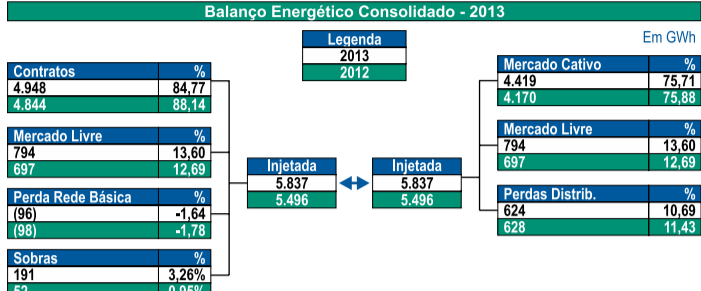 Balanço Energético Consolidado - 2013
Em GWh
Legenda
2013
2012
Contratos %
4.948 84,77
4.844 88,14
Mercado Livre %
794 13,60
697 12,69
Perda Rede Básica %
(96) -1,64
(98) -1,78
Sobras %
191 3,26%
52 0,95%
Injetada
5.837
5.496
Injetada
5.837
5.496
Mercado Cativo %
4.419 75,71
4.170 75,88
Mercado Livre %
794 13,60
697 12,69
Perdas Distrib. %
624 10,69
628 11,43